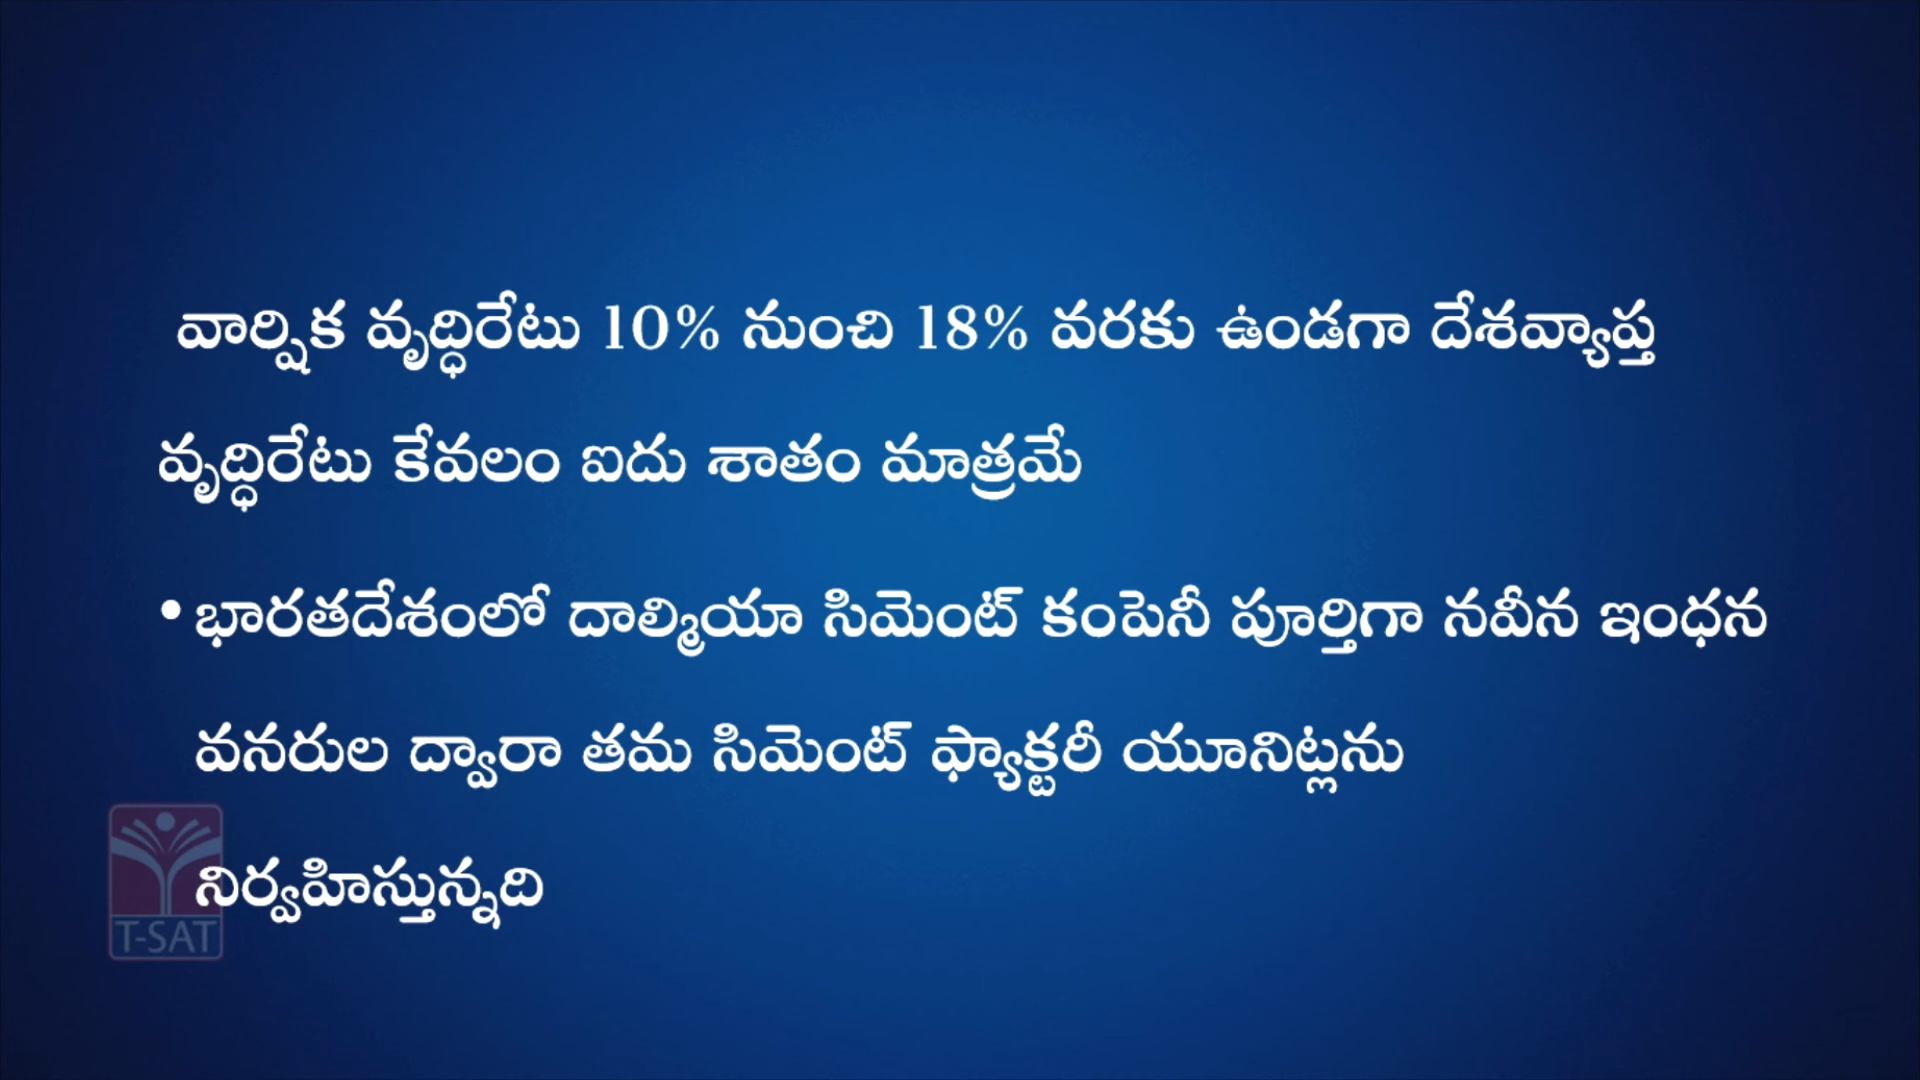 వార్షిక వృద్ధిరేటు 10% నుంచి 18% వరకు ఉండగా దేశవ్యాప్త
వృద్ధిరేటు కేవలం ఐదు శాతం మాత్రమే
• భారతదేశంలో దాల్మియా సిమెంట్ కంపెనీ పూర్తిగా నవీన ఇంధన
వనరుల ద్వారా తమ సిమెంట్ ఫ్యాక్టరీ యూనిట్లను
నిర్వహిస్తున్నది
T-SAT